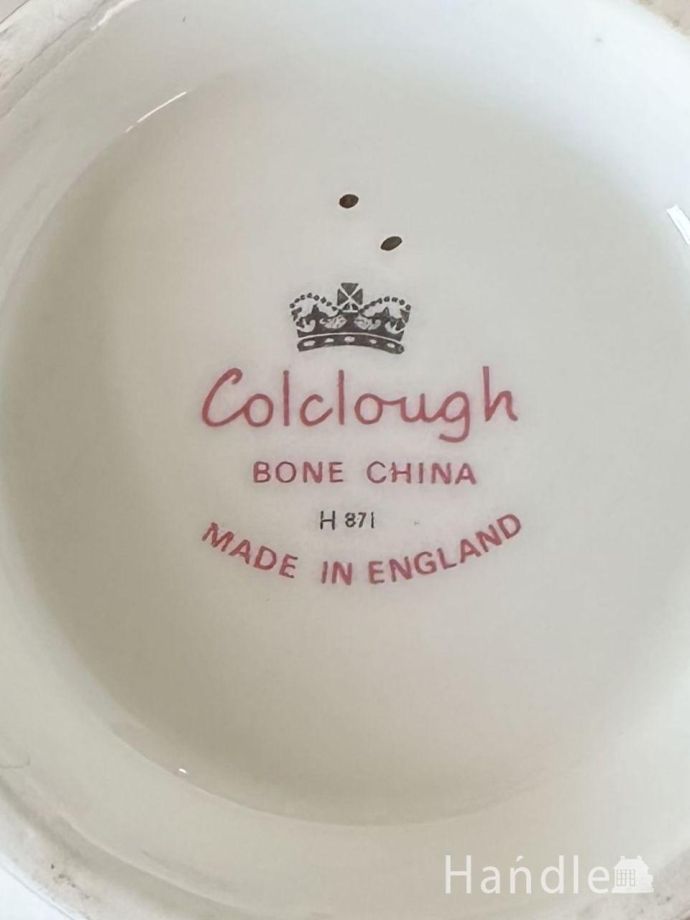 Colclough
BONE CHINA
H 871
MADE IN ENGLAND
Handle